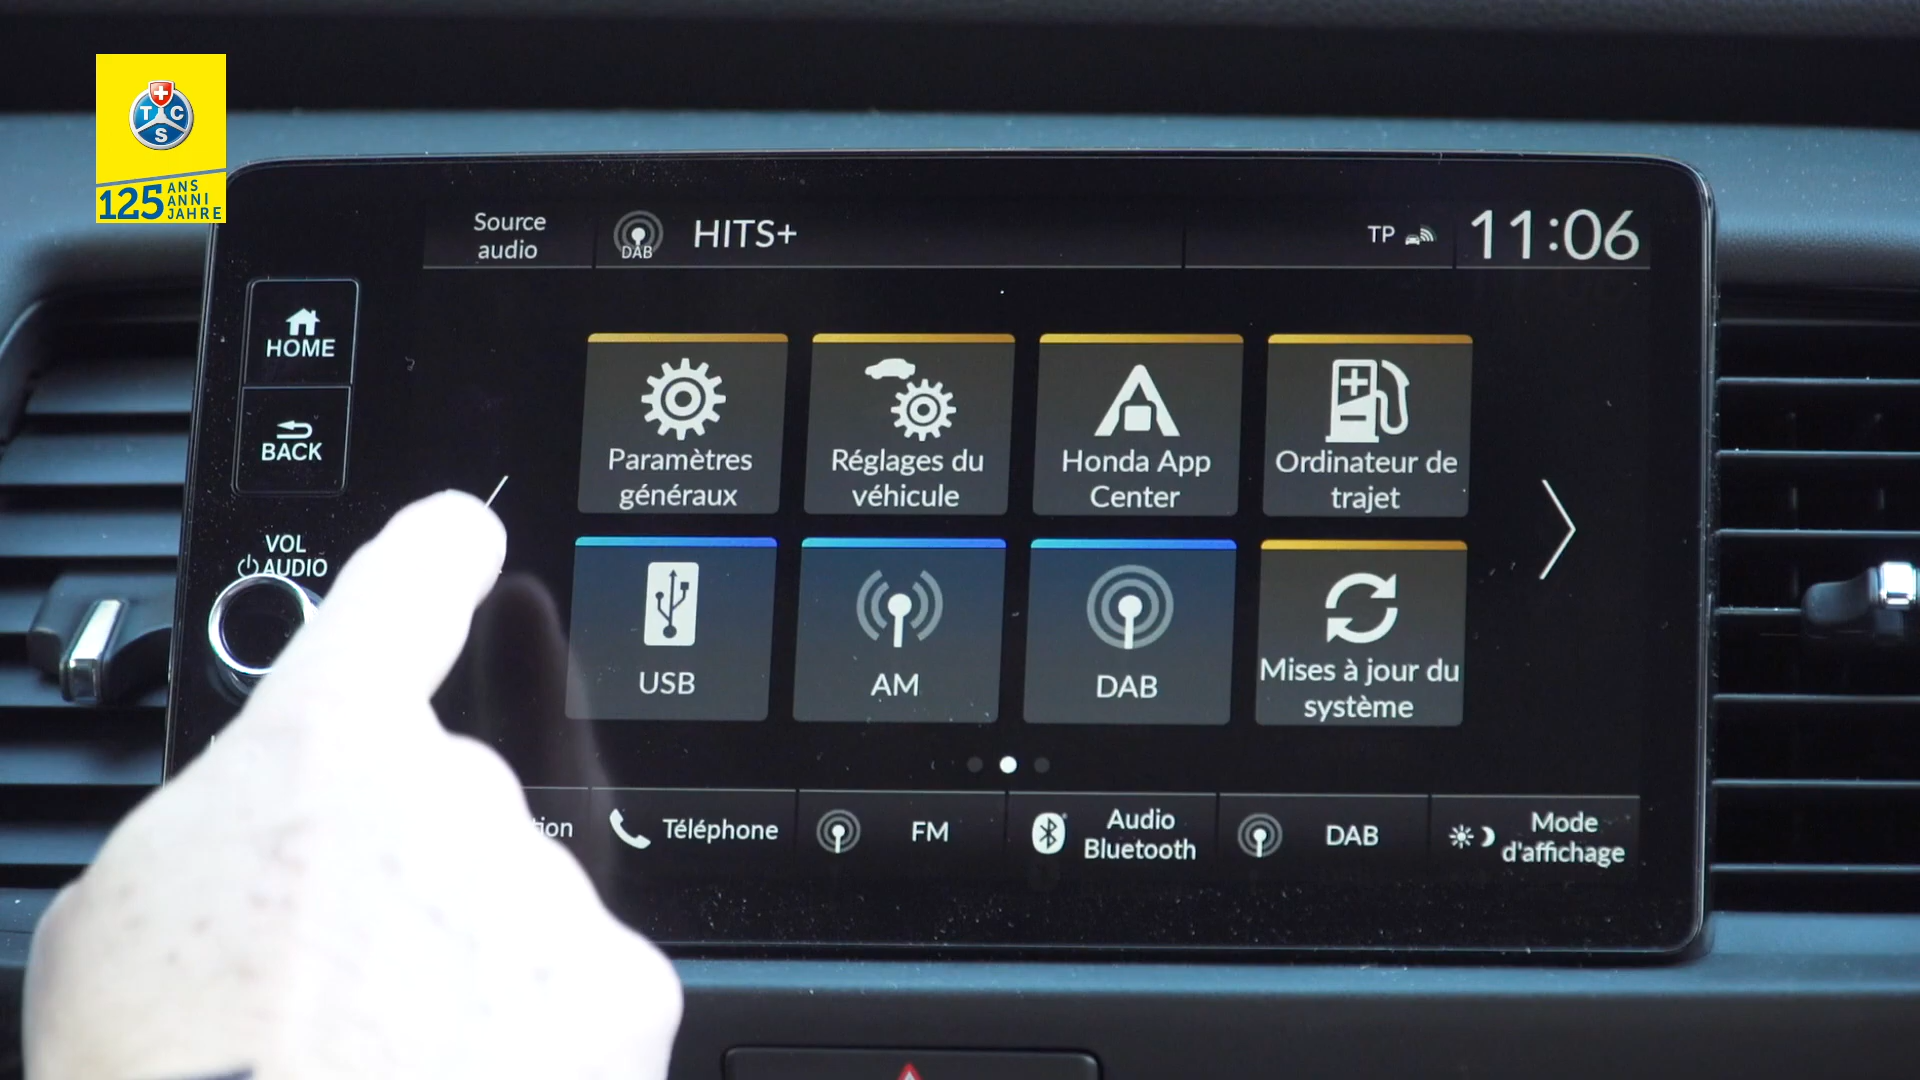 T C
S
125 ANS
ANNI
JAHRE
Source
audio
DAB
HITS+
TP
11:06
HOME
BACK
VOL
AUDIO
Paramètres
généraux
Réglages du
véhicule
Honda App
Center
Ordinateur de
trajet
USB
AM
DAB
Mises à jour du
système
Téléphone
FM
Audio
Bluetooth
DAB
Mode
d'affichage